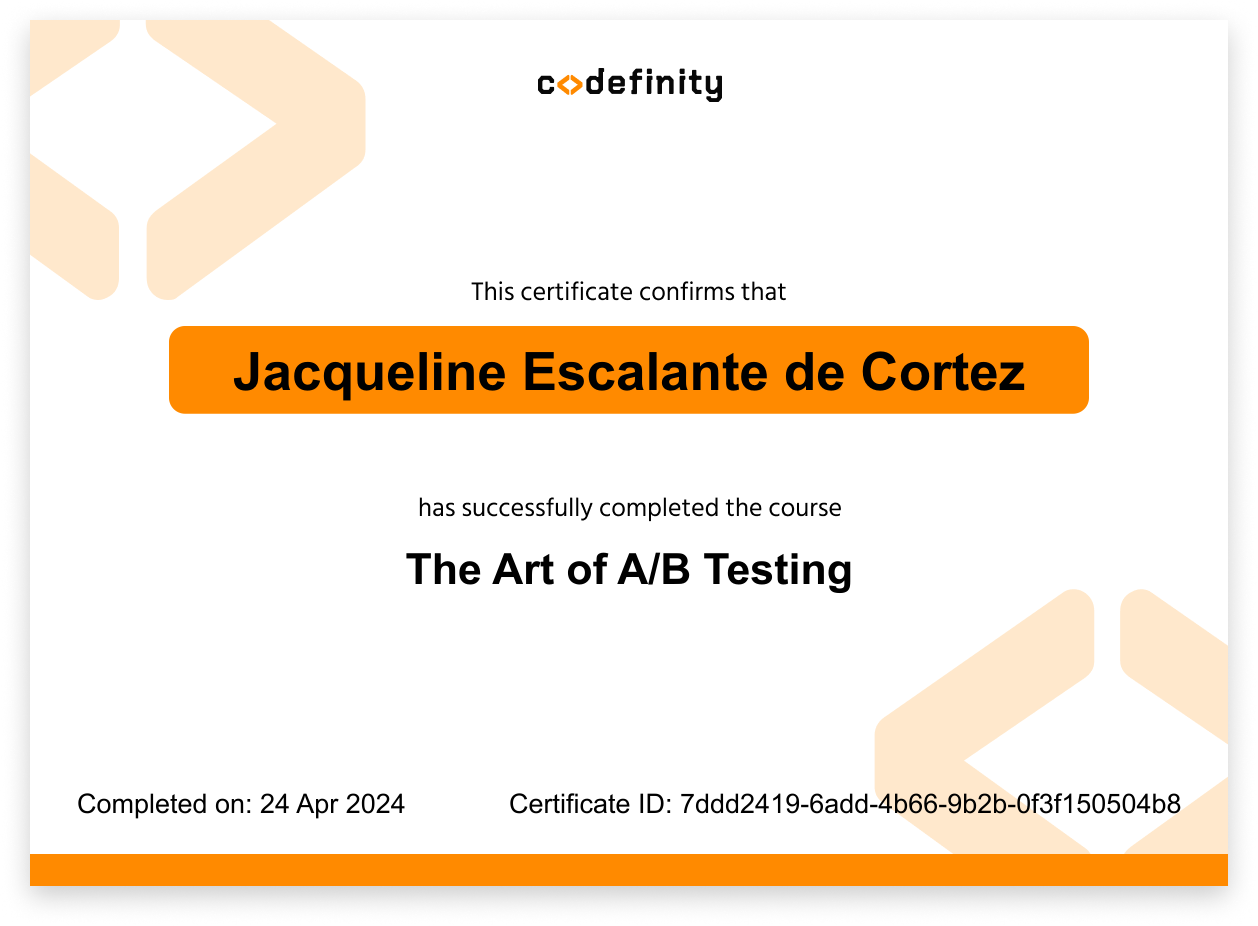 codefinity
This certificate confirms that
Jacqueline Escalante de Cortez
has successfully completed the course
The Art of A/B Testing
Completed on: 24 Apr 2024
Certificate ID: 7ddd2419-6add-4b66-9b2b-0f3f150504b8